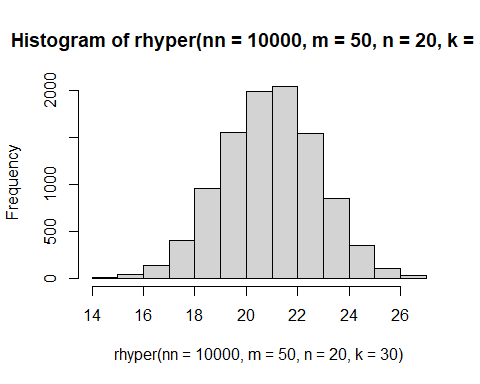 Histogram of rhyper(nn = 10000, m = 50, n = 20, k =
Frequency
2000
1000
500
0
14 16 18 20 22 24 26
rhyper(nn = 10000, m = 50, n = 20, k = 30)